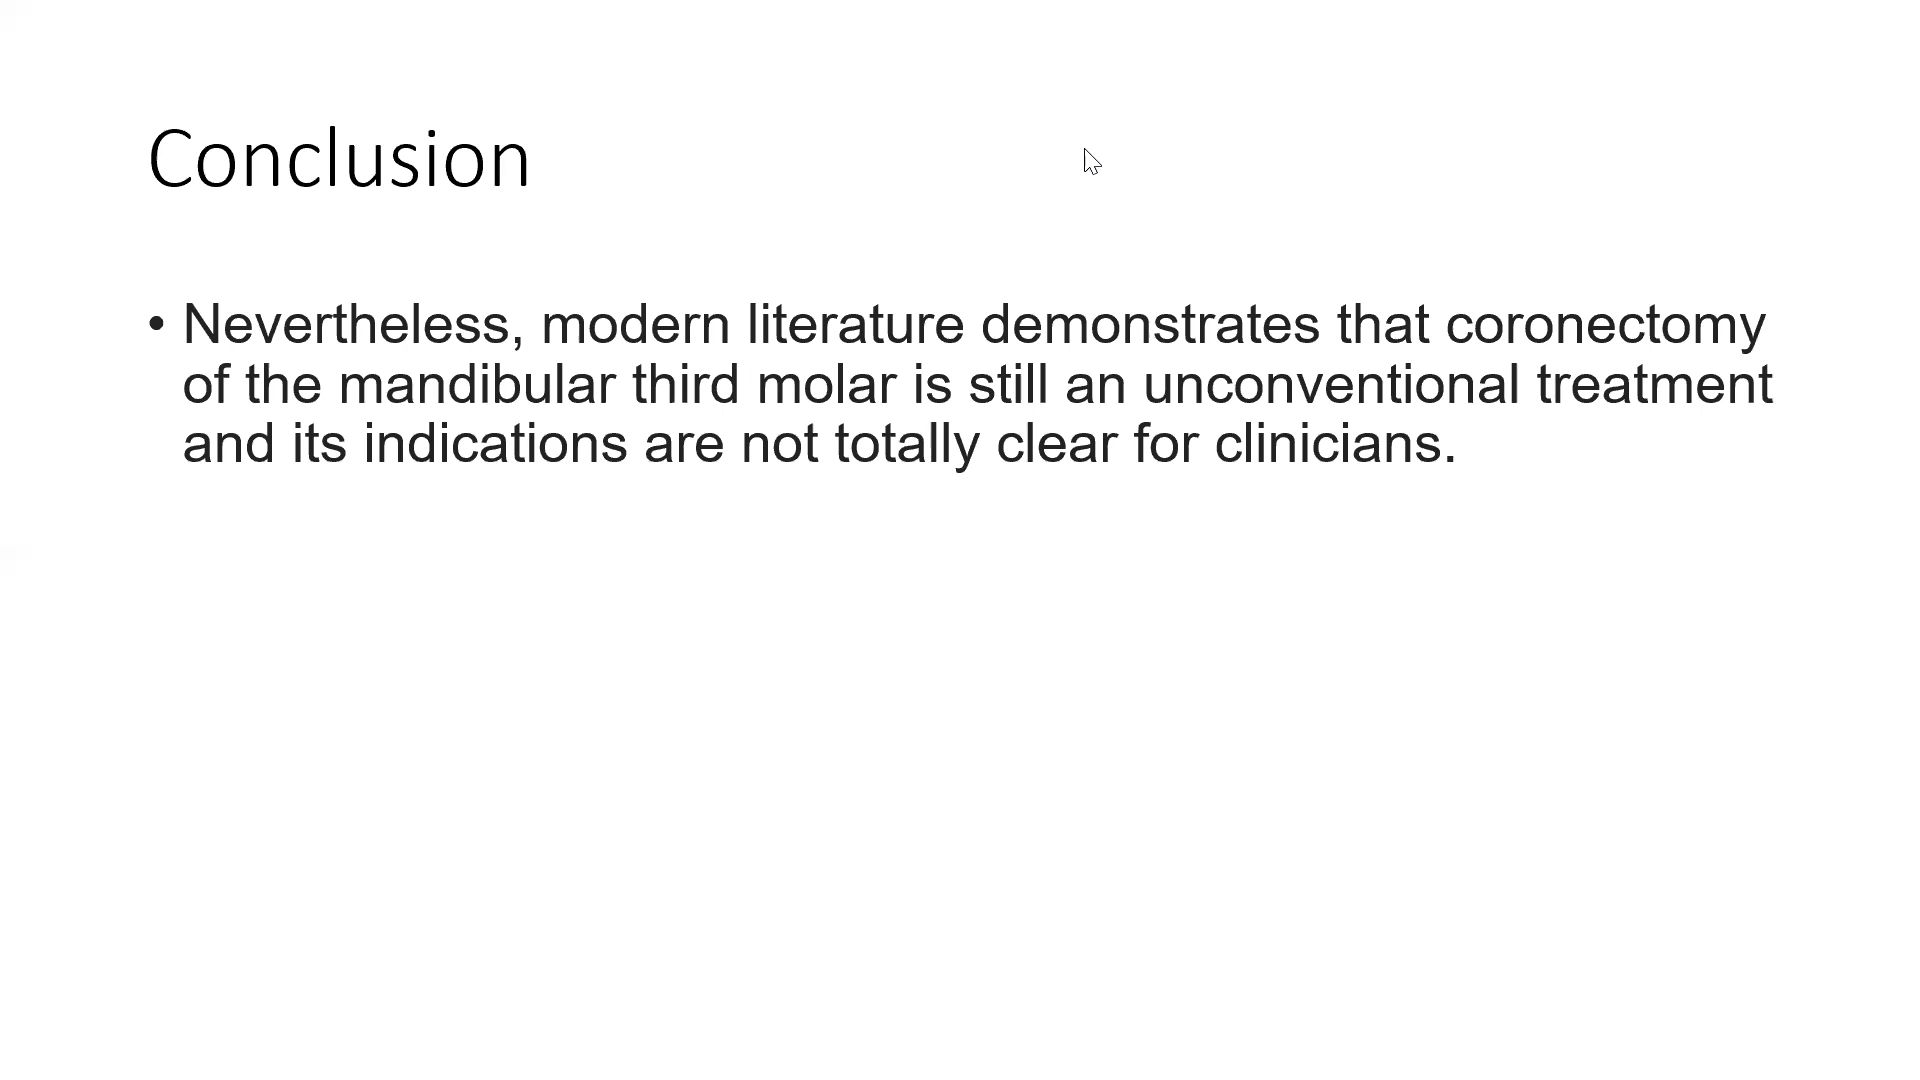 Conclusion
• Nevertheless, modern literature demonstrates that coronectomy
of the mandibular third molar is still an unconventional treatment
and its indications are not totally clear for clinicians.